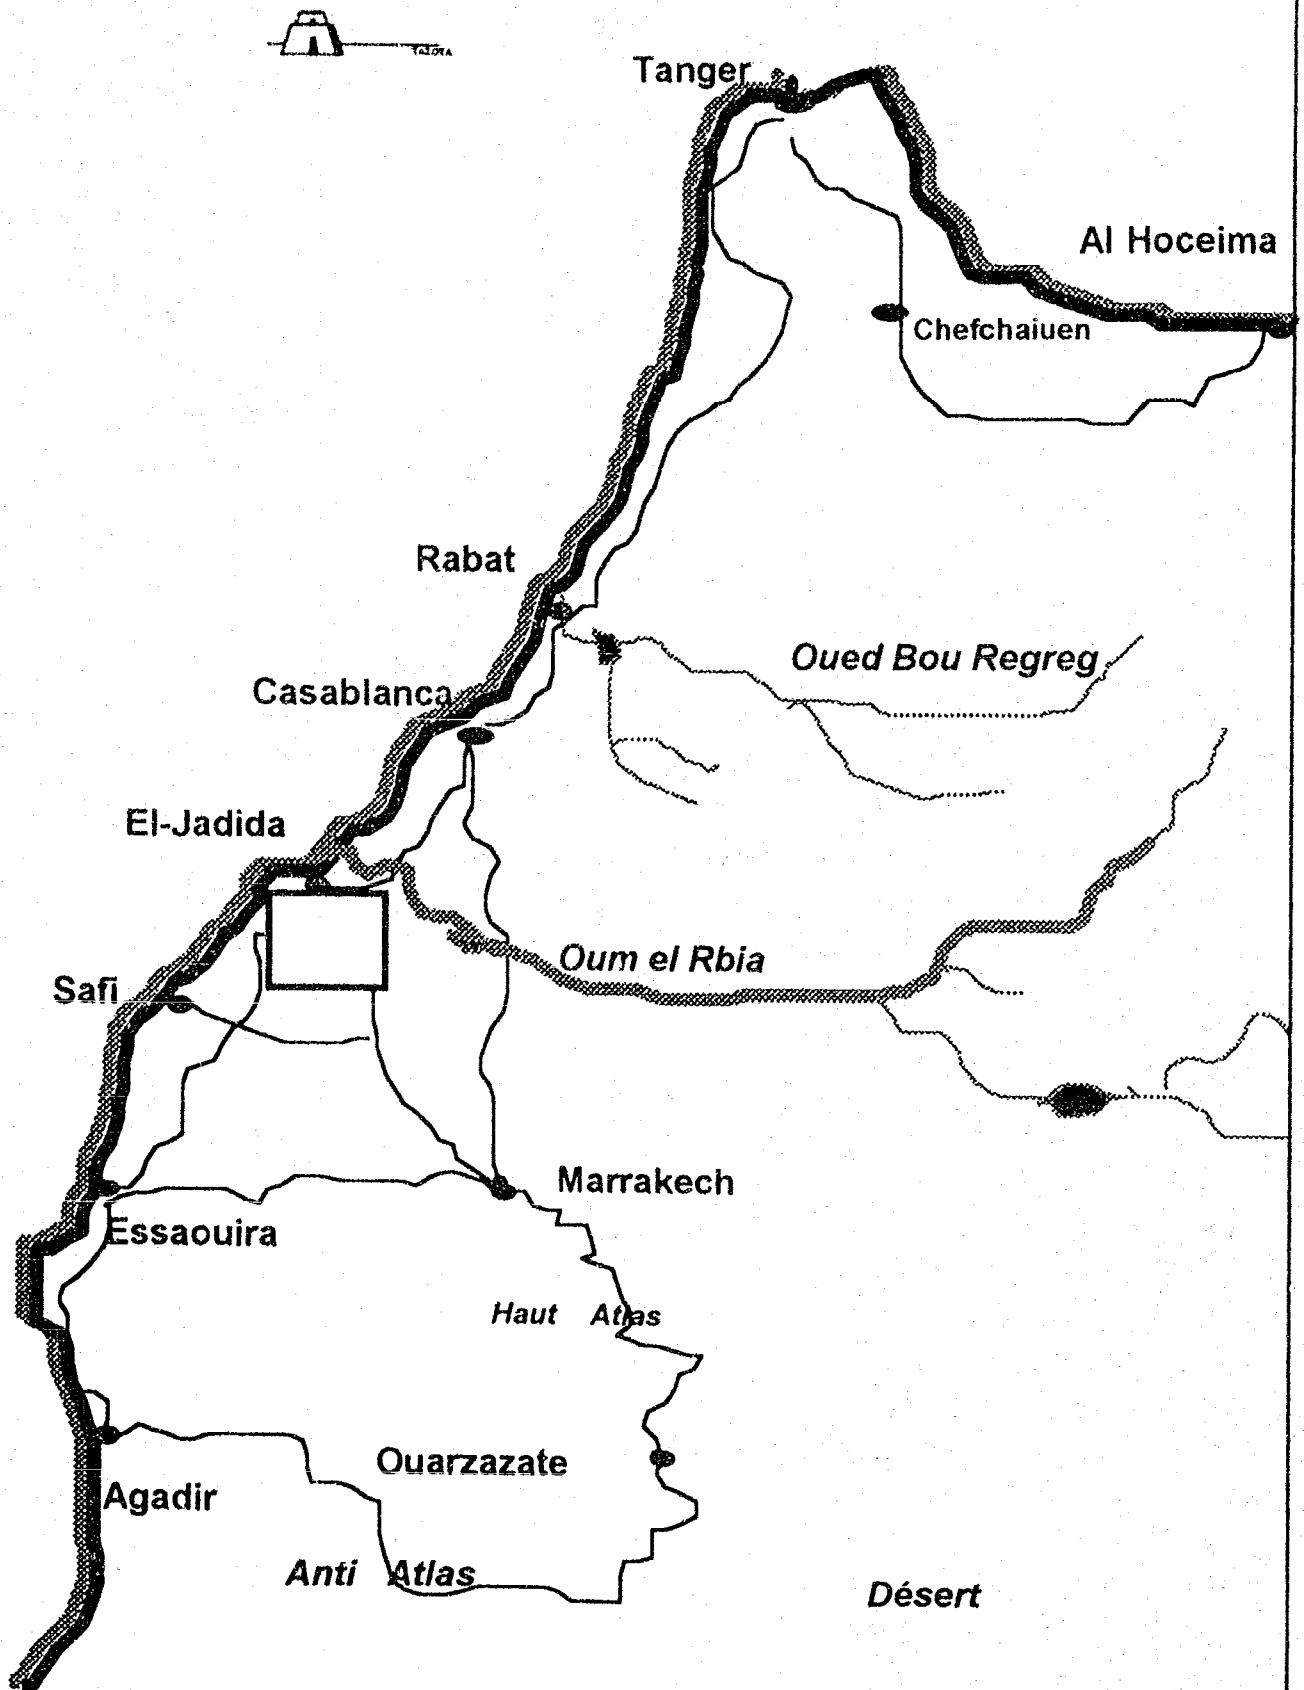 TAZOTA
Tanger
Al Hoceima
Chefchaiuen
Rabat
Oued Bou Regreg
Casablanca
El-Jadida
Oum el Rbia
Safi
Marrakech
Essaouira
Haut Atlas
Ouarzazate
Agadir
Anti Atlas
Désert